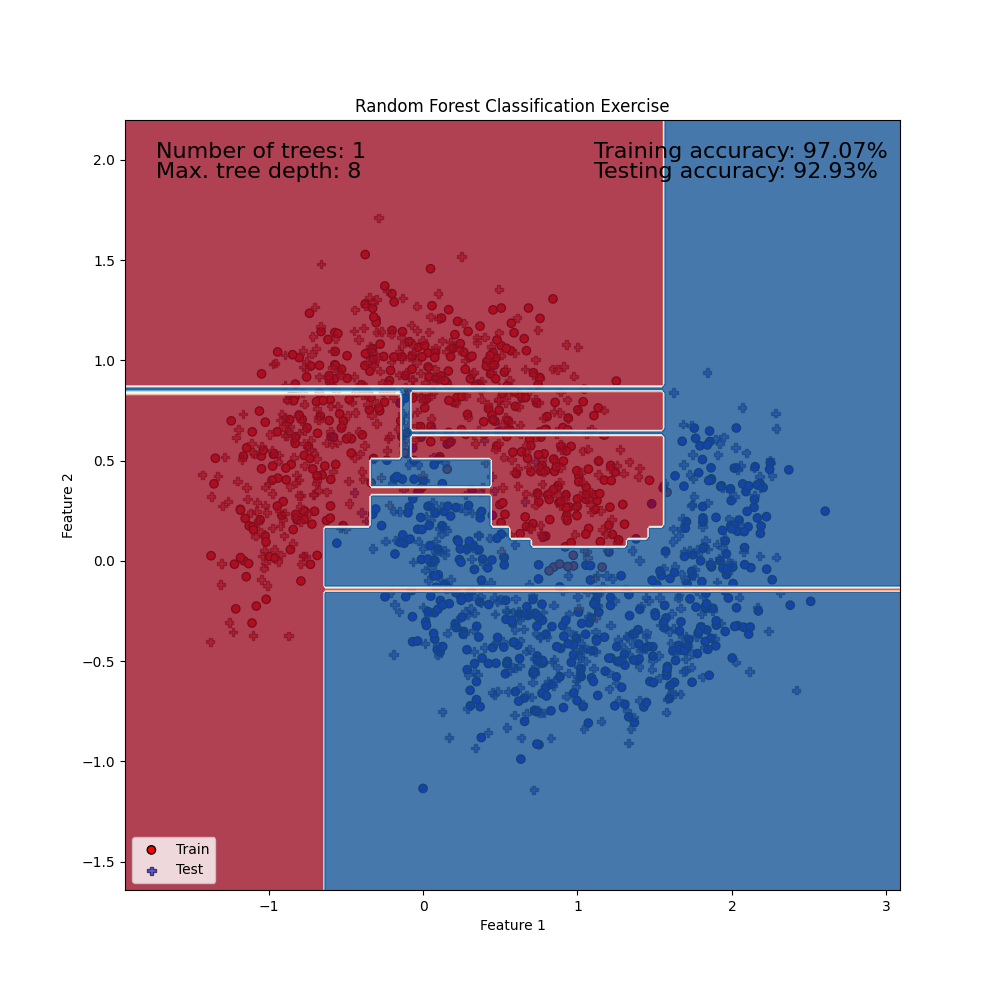 Random Forest Classification Exercise
Number of trees: 1
Max. tree depth: 8
Training accuracy: 97.07%
Testing accuracy: 92.93%
2.0
1.5
1.0
0.5
0.0
−0.5
−1.0
−1.5
Feature 2
Train
Test
−1
0
1
2
3
Feature 1